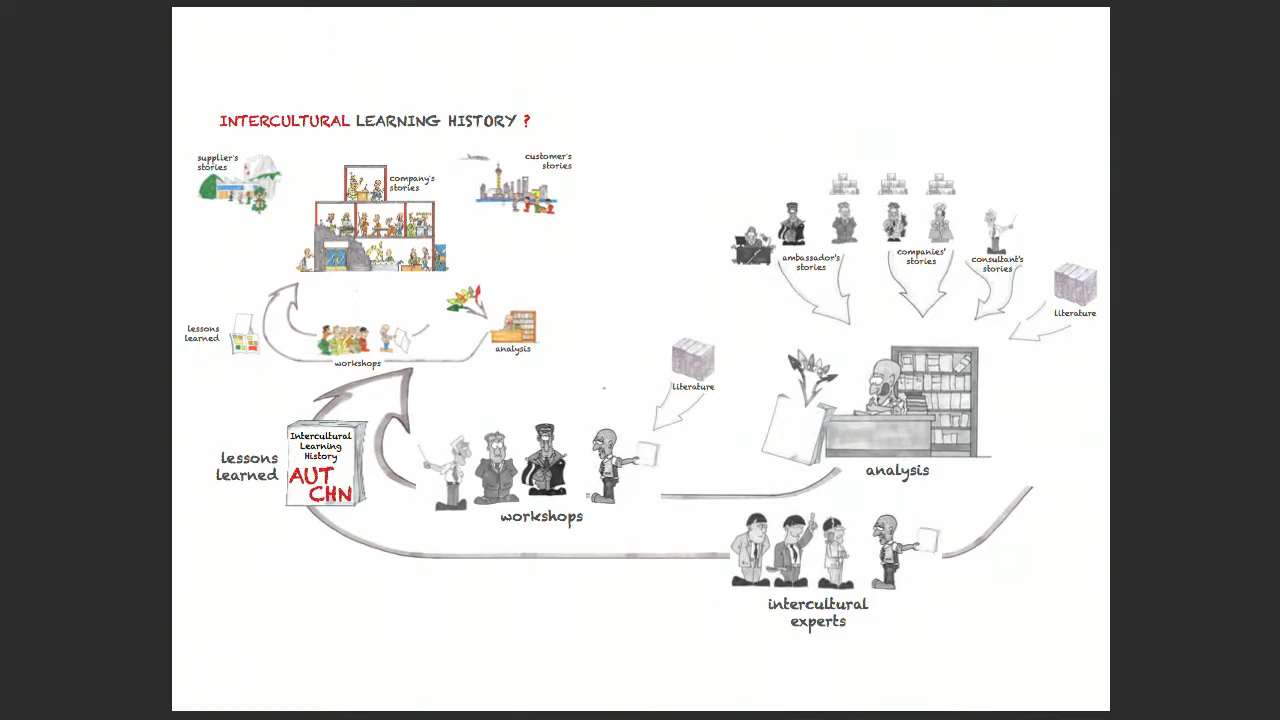 INTERCULTURAL LEARNING HISTORY ?
supplier's
stories
company's
stories
customer's
stories
lessons
learned
workshops
analysis
ambassador's
stories
companies'
stories
consultant's
stories
literature
literature
Intercultural
Learning
History
AUT
CHN
lessons
learned
workshops
analysis
intercultural
experts